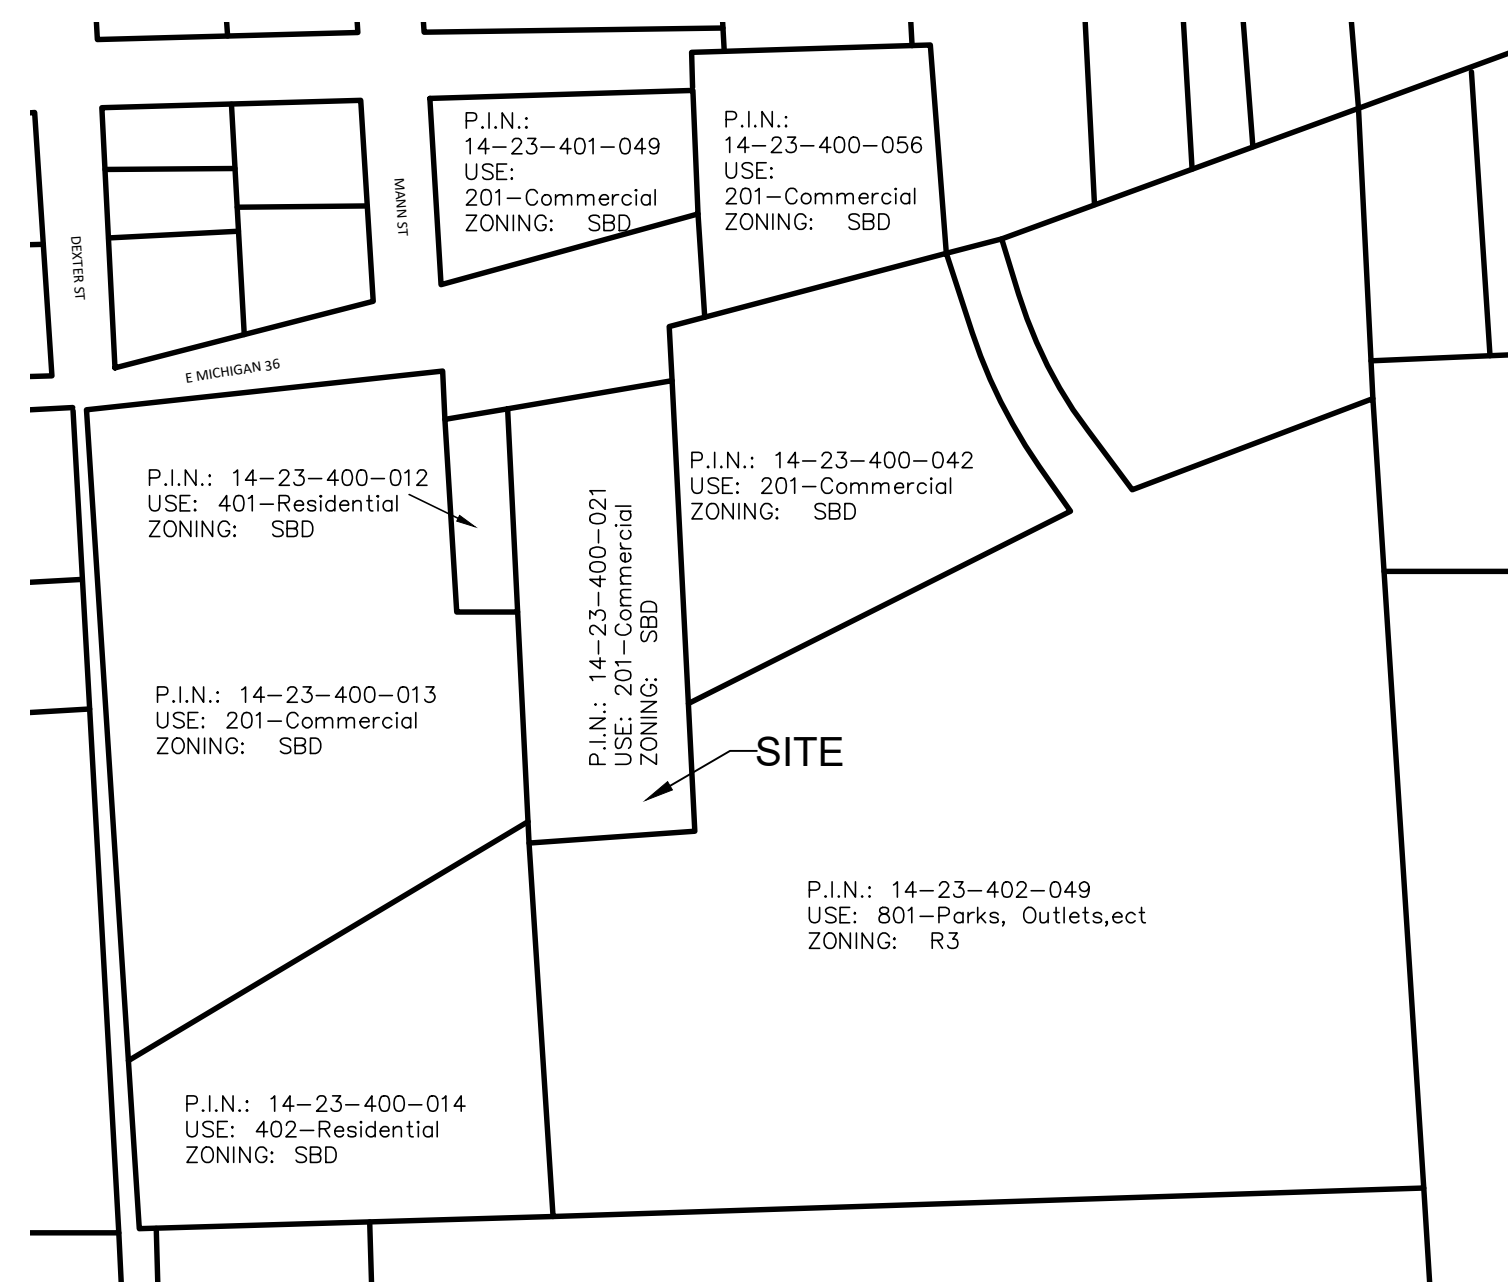 P.I.N.:
14-23-401-049
USE:
201-Commercial
ZONING: SBD
P.I.N.:
14-23-400-056
USE:
201-Commercial
ZONING: SBD
MANN ST
DEXTER ST
E MICHIGAN 36
P.I.N.: 14-23-400-012
USE: 401-Residential
ZONING: SBD
P.I.N.: 14-23-400-021
USE: 201-Commercial
ZONING: SBD
P.I.N.: 14-23-400-042
USE: 201-Commercial
ZONING: SBD
P.I.N.: 14-23-400-013
USE: 201-Commercial
ZONING: SBD
SITE
P.I.N.: 14-23-402-049
USE: 801-Parks, Outlets,ect
ZONING: R3
P.I.N.: 14-23-400-014
USE: 402-Residential
ZONING: SBD